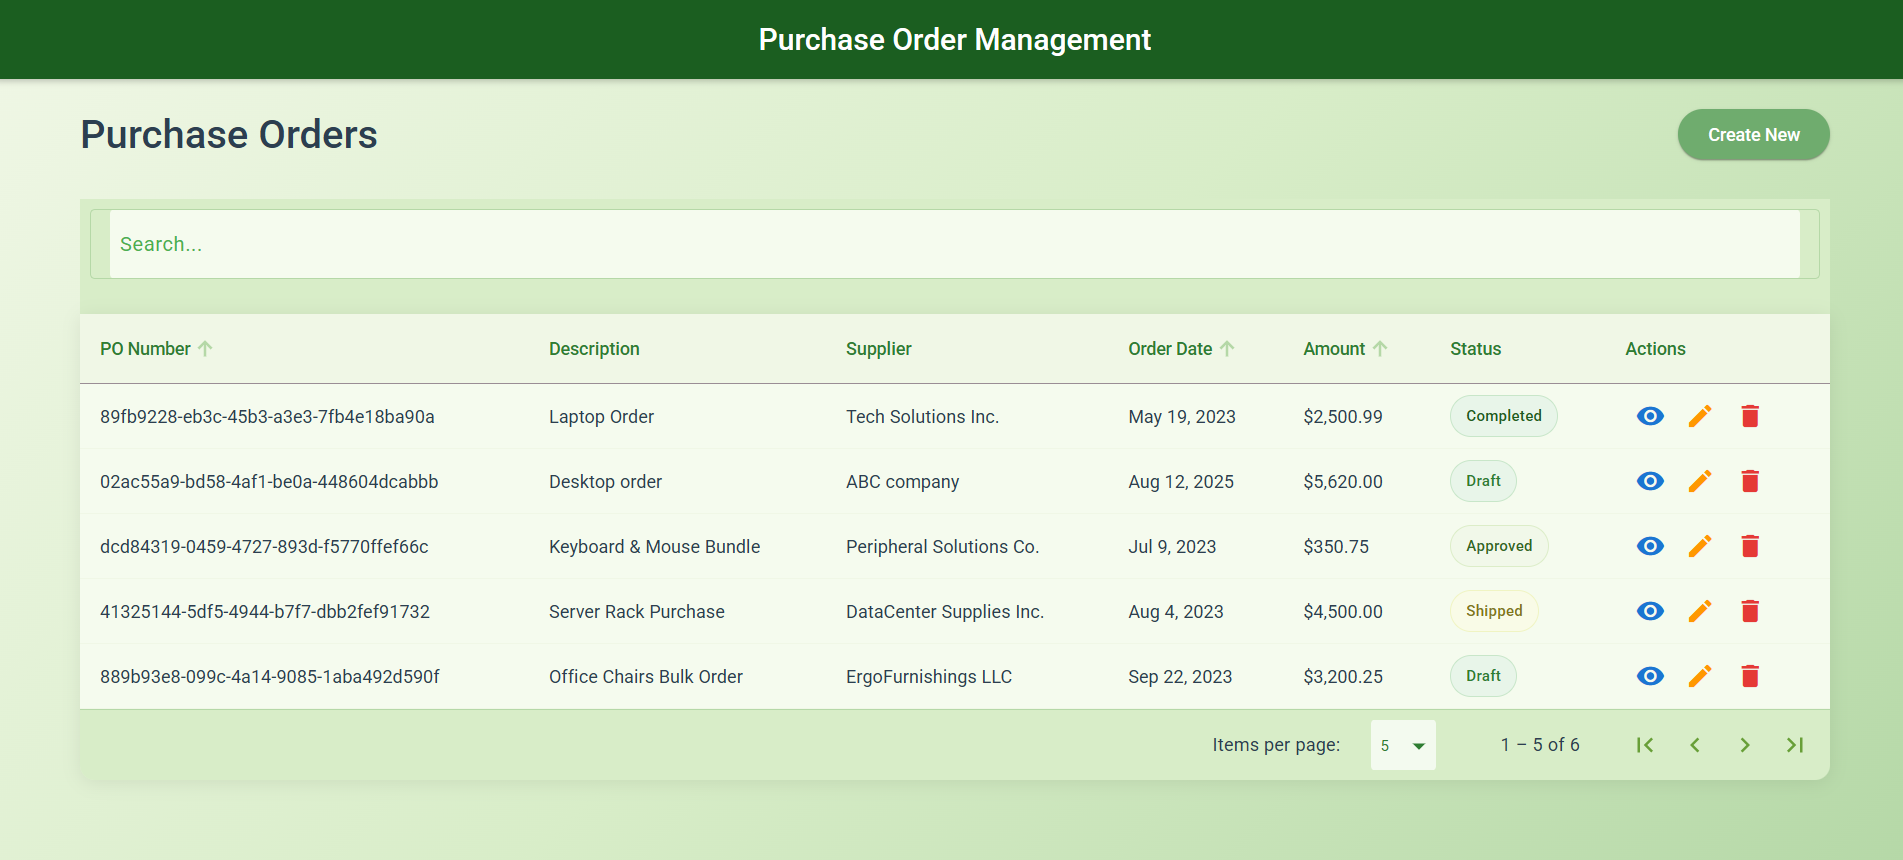 Purchase Order Management
Purchase Orders
Create New
Search...
PO Number Description Supplier Order Date Amount Status Actions
89fb9228-eb3c-45b3-a3e3-7fb4e18ba90a Laptop Order Tech Solutions Inc. May 19, 2023 $2,500.99 Completed
02ac55a9-bd58-4af1-be0a-448604dcabbb Desktop order ABC company Aug 12, 2025 $5,620.00 Draft
dcd84319-0459-4727-893d-f5770ffef66c Keyboard & Mouse Bundle Peripheral Solutions Co. Jul 9, 2023 $350.75 Approved
41325144-5df5-4944-b7f7-dbb2fef91732 Server Rack Purchase DataCenter Supplies Inc. Aug 4, 2023 $4,500.00 Shipped
889b93e8-099c-4a14-9085-1aba492d590f Office Chairs Bulk Order ErgoFurnishings LLC Sep 22, 2023 $3,200.25 Draft
Items per page: 5 1 – 5 of 6